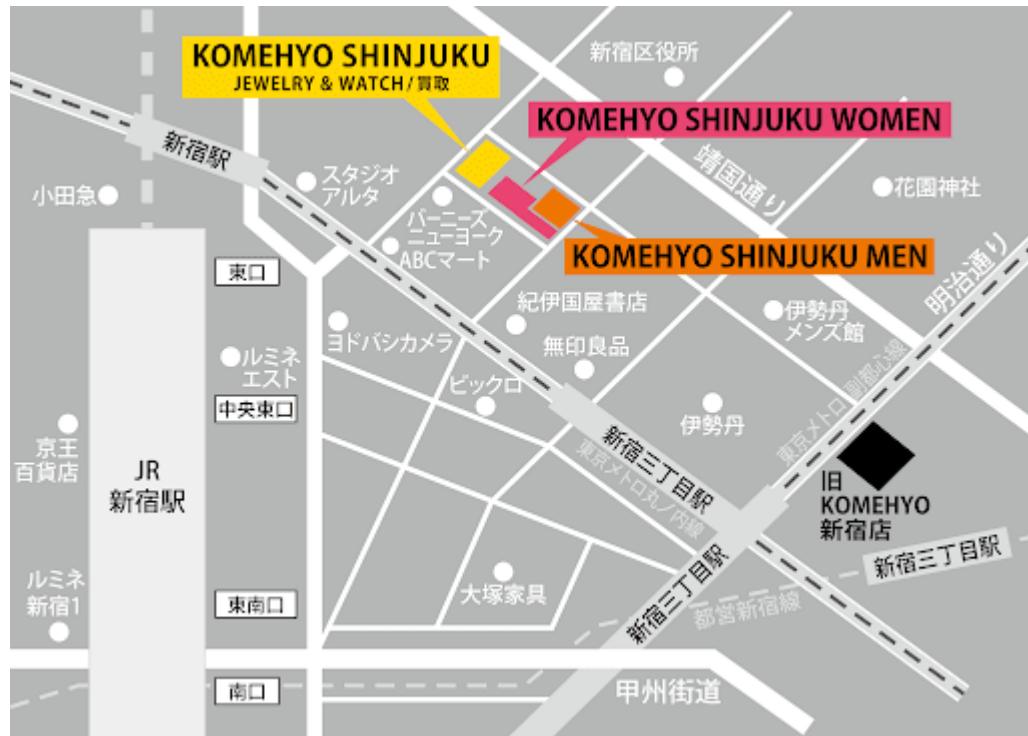 KOMEHYO SHINJUKU
JEWELRY & WATCH/買取
新宿区役所
KOMEHYO SHINJUKU WOMEN
新宿駅
スタジオ
アルタ
靖国通り
小田急
バーニーズ
ニューヨーク
花園神社
ABCマート
KOMEHYO SHINJUKU MEN
東口
明治通り
紀伊国屋書店
伊勢丹
メンズ館
ヨドバシカメラ
無印良品
ルミネ
エスト
ビックロ
東京メトロ副都心線
中央東口
伊勢丹
京王
百貨店
新宿三丁目駅
東京メトロ丸ノ内線
JR
新宿駅
旧
KOMEHYO
新宿店
新宿三丁目駅
新宿三丁目駅
ルミネ
新宿1
大塚家具
東南口
都営新宿線
南口
甲州街道